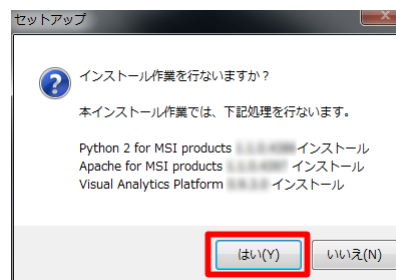 セットアップ
インストール作業を行ないますか？
本インストール作業では、下記処理を行ないます。
Python 2 for MSI products インストール
Apache for MSI products インストール
Visual Analytics Platform インストール
はい(Y)
いいえ(N)